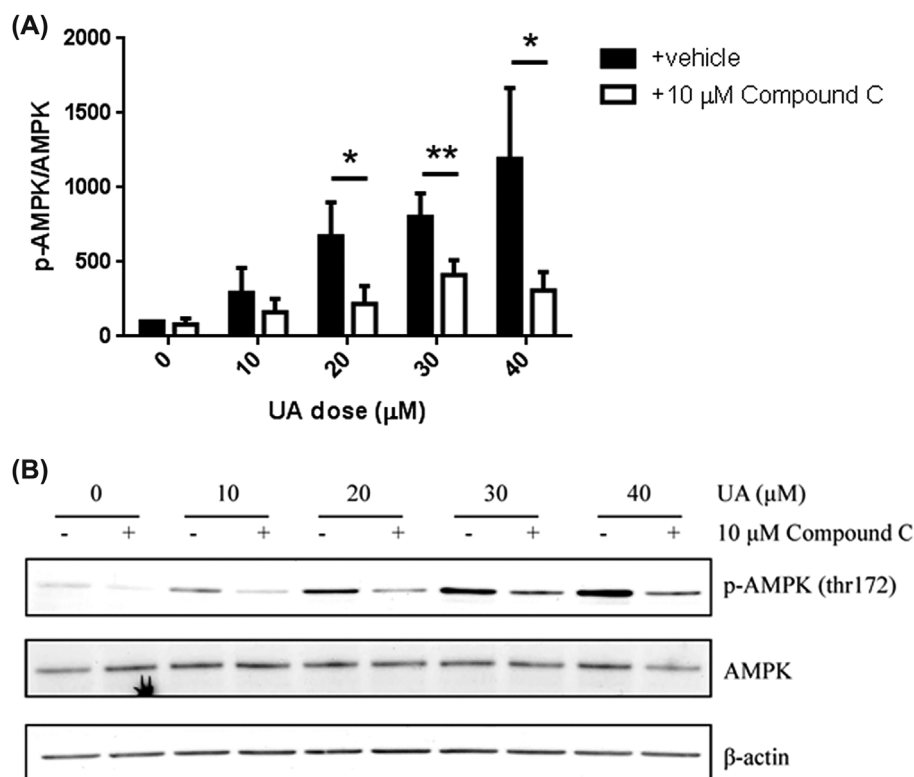 (A)
2000
1500
1000
500
0
p-AMPK/AMPK
* ** *
+vehicle
+10 μM Compound C
0 10 20 30 40
UA dose (μM)
(B)
0 10 20 30 40 UA (μM)
- + - + - + - + - + 10 μM Compound C
p-AMPK (thr172)
AMPK
β-actin